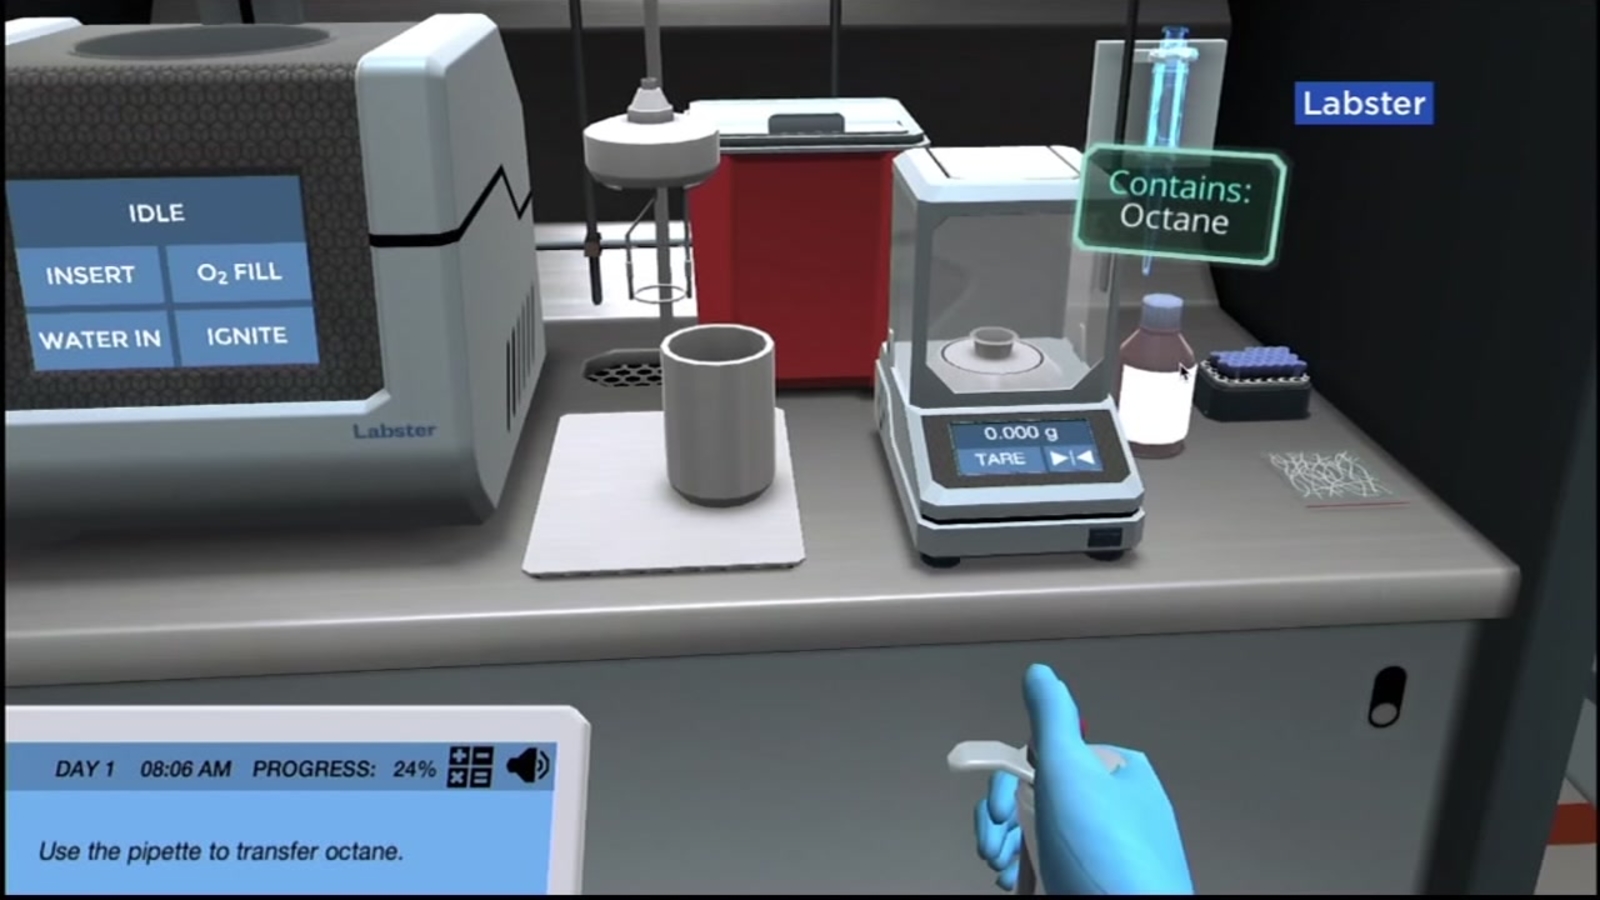 Labster
Contains:
Octane
IDLE
INSERT
O₂ FILL
WATER IN
IGNITE
Labster
0.000 g
TARE
DAY 1 08:06 AM PROGRESS: 24%
Use the pipette to transfer octane.